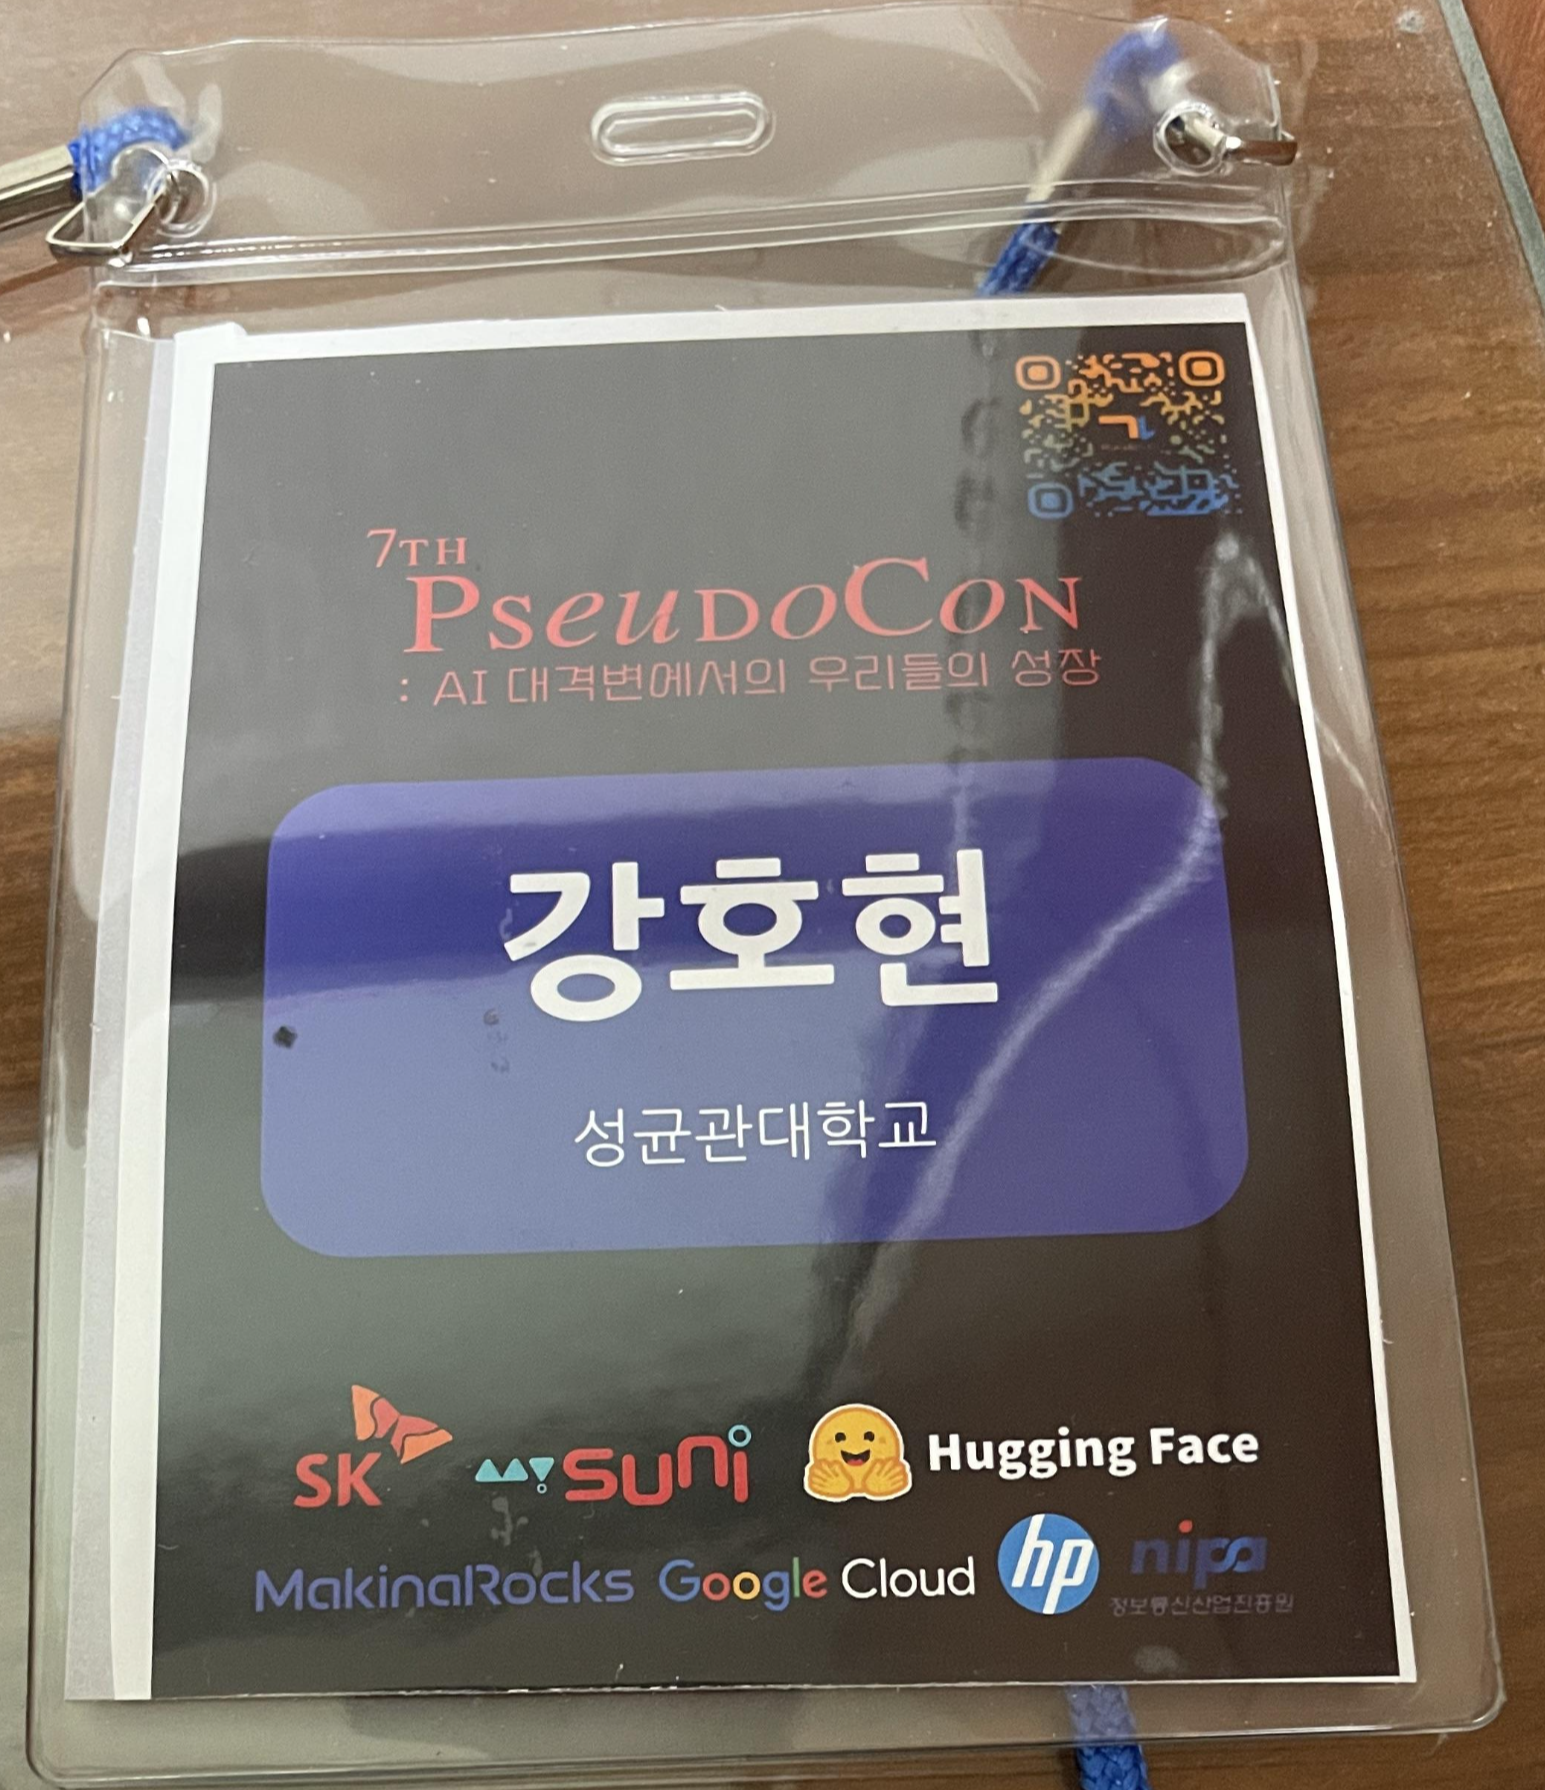 7TH
PseuDoCoN
: AI 대격변에서의 우리들의 성장
강호현
성균관대학교
SK mySUNI Hugging Face
MakinaRocks Google Cloud hp nipa
정보통신산업진흥원